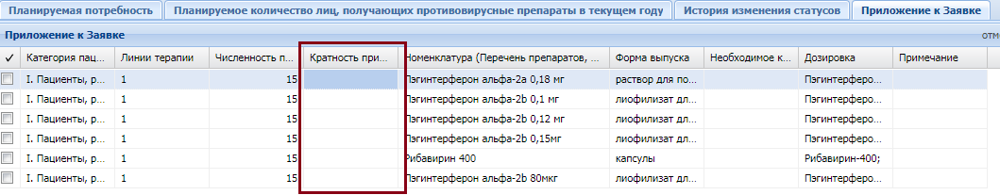 Планируемая потребность Планируемое количество лиц, получающих противовирусные препараты в текущем году История изменения статусов Приложение к Заявке
Приложение к Заявке отм
Категория пац... Линии терапии Численность п... Кратность при... Номенклатура (Перечень препаратов, ... Форма выпуска Необходимое к... Дозировка Примечание
I. Пациенты, р... 1 15 Пэгинтерферон альфа-2a 0,18 мг раствор для по... Пэгинтерферо...
I. Пациенты, р... 1 15 Пэгинтерферон альфа-2b 0,1 мг лиофилизат дл... Пэгинтерферо...
I. Пациенты, р... 1 15 Пэгинтерферон альфа-2b 0,12 мг лиофилизат дл... Пэгинтерферо...
I. Пациенты, р... 1 15 Пэгинтерферон альфа-2b 0,15мг лиофилизат дл... Пэгинтерферо...
I. Пациенты, р... 1 15 Рибавирин 400 капсулы Рибавирин-400;
I. Пациенты, р... 1 15 Пэгинтерферон альфа-2b 80мкг лиофилизат дл... Пэгинтерферо...